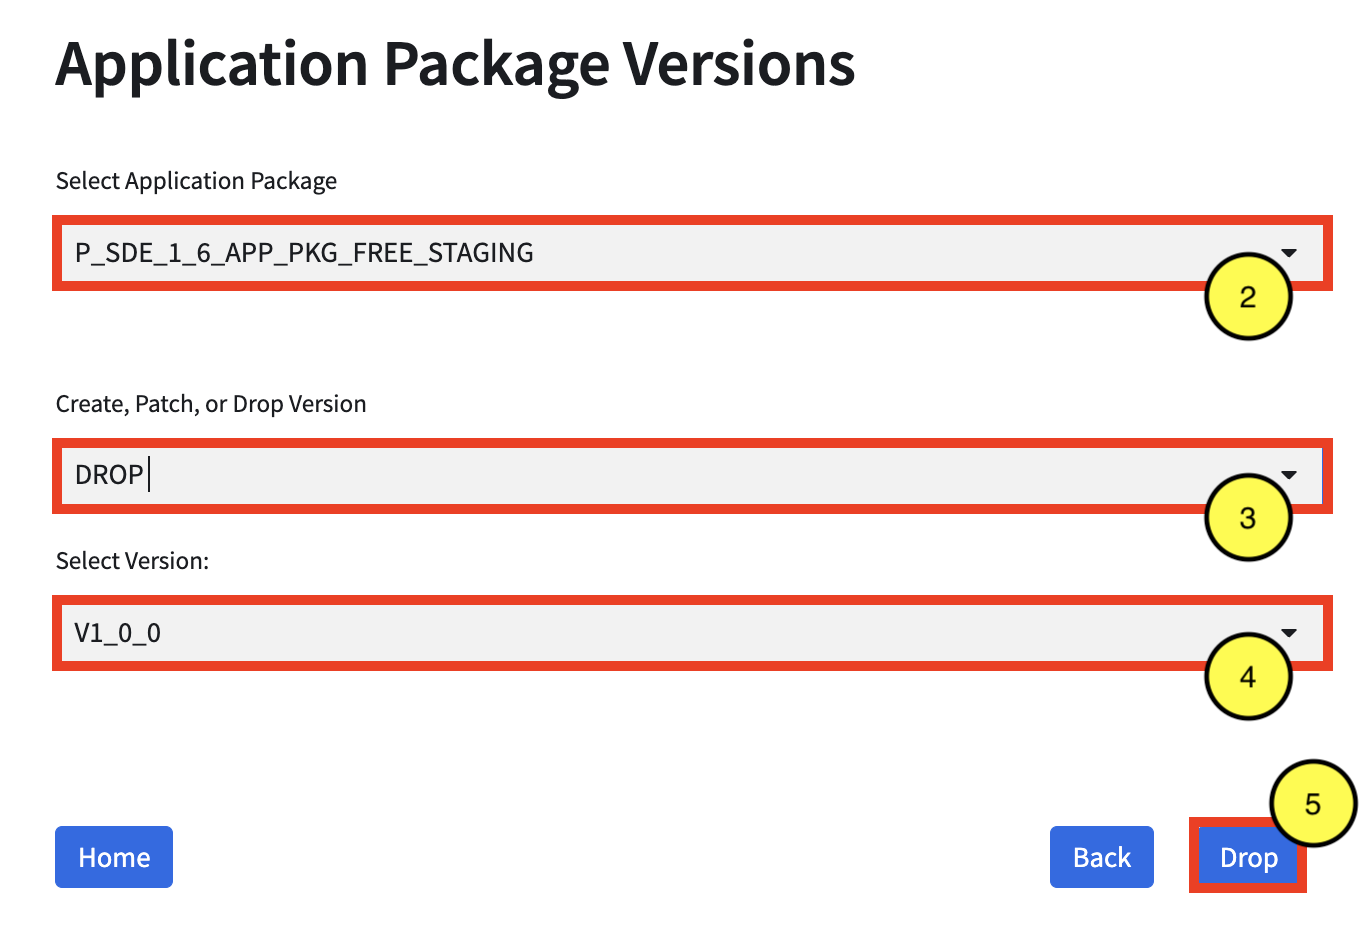 Application Package Versions
Select Application Package
P_SDE_1_6_APP_PKG_FREE_STAGING
2
Create, Patch, or Drop Version
DROP
3
Select Version:
V1_0_0
4
5
Home
Back
Drop